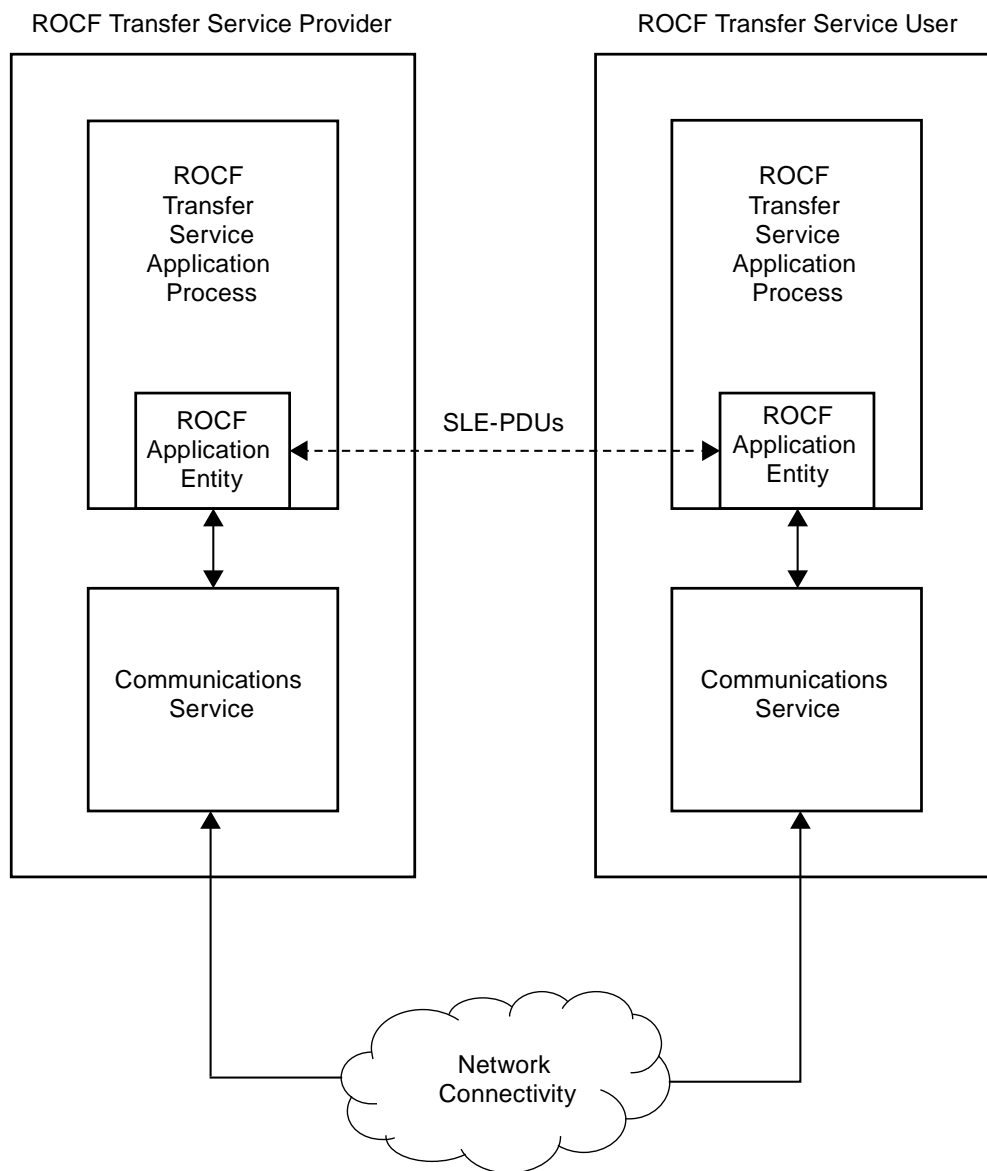 ROCF Transfer Service Provider
ROCF Transfer Service User
ROCF
Transfer
Service
Application
Process
ROCF
Transfer
Service
Application
Process
ROCF
Application
Entity
SLE-PDUs
ROCF
Application
Entity
Communications
Service
Communications
Service
Network
Connectivity